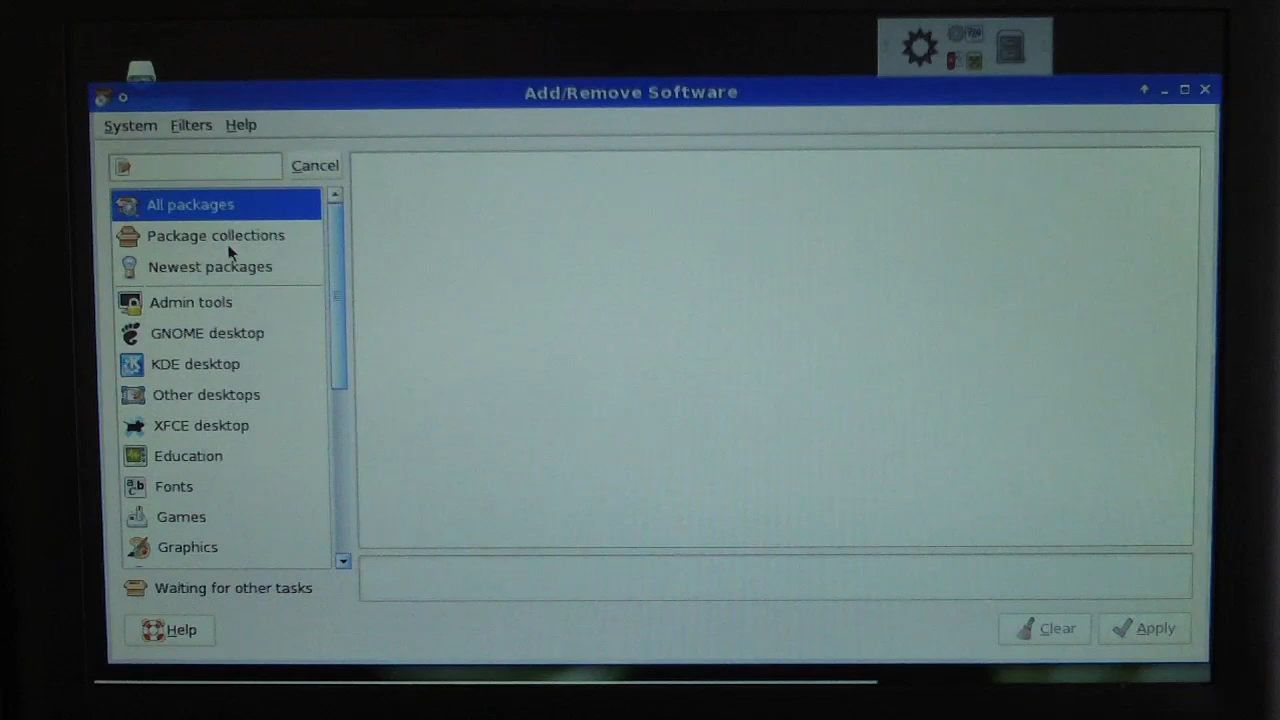 Add/Remove Software
System Filters Help
Cancel
All packages
Package collections
Newest packages
Admin tools
GNOME desktop
KDE desktop
Other desktops
XFCE desktop
Education
Fonts
Games
Graphics
Waiting for other tasks
Help
Clear
Apply